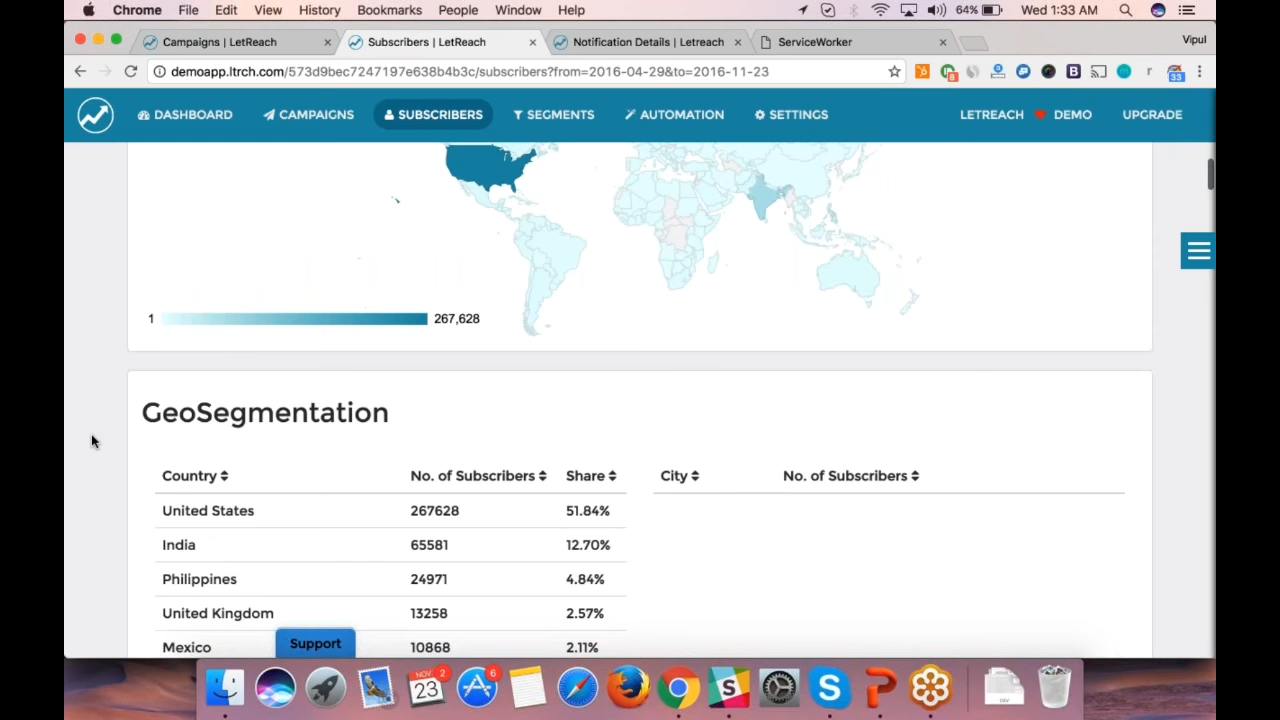 Chrome File Edit View History Bookmarks People Window Help 64% Wed 1:33 AM
Campaigns | LetReach Subscribers | LetReach Notification Details | Letreach ServiceWorker Vipul
demoapp.ltrch.com/573d9bec7247197e638b4b3c/subscribers?from=2016-04-29&to=2016-11-23
DASHBOARD CAMPAIGNS SUBSCRIBERS SEGMENTS AUTOMATION SETTINGS LETREACH DEMO UPGRADE
1 267,628
GeoSegmentation
Country No. of Subscribers Share City No. of Subscribers
United States 267628 51.84%
India 65581 12.70%
Philippines 24971 4.84%
United Kingdom 13258 2.57%
Mexico 10868 2.11%
Support
NOV 2 6
23